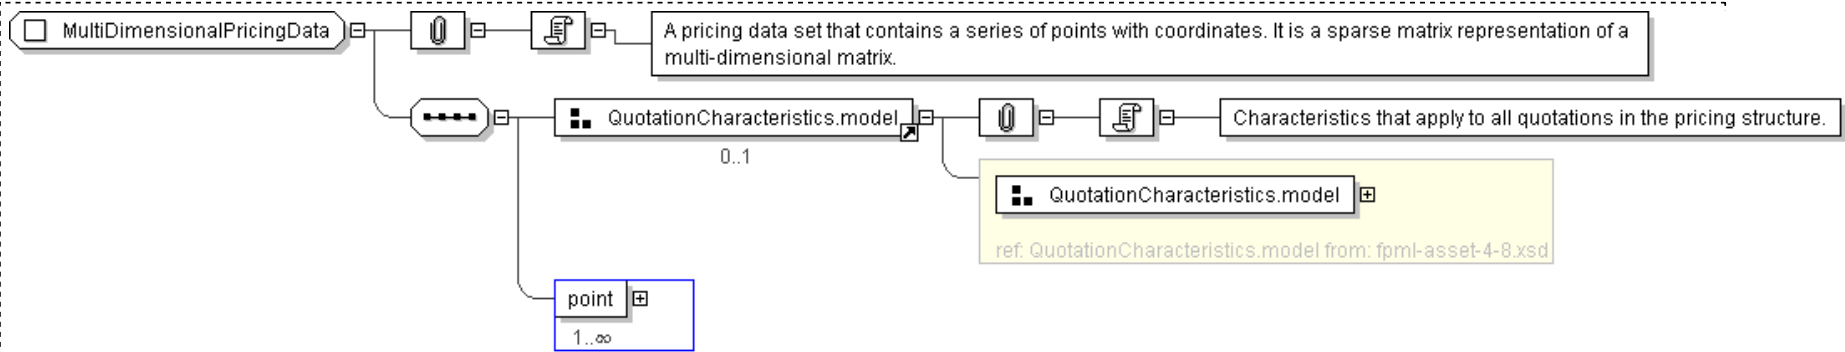 MultiDimensionalPricingData
A pricing data set that contains a series of points with coordinates. It is a sparse matrix representation of a
multi-dimensional matrix.
QuotationCharacteristics.model
0..1
Characteristics that apply to all quotations in the pricing structure.
QuotationCharacteristics.model
ref: QuotationCharacteristics.model from: fpml-asset-4-8.xsd
point
1..∞